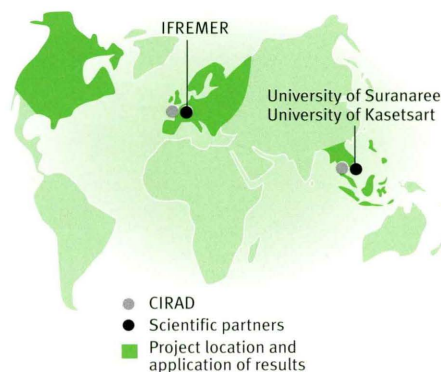 IFREMER
University of Suranaree
University of Kasetsart
CIRAD
Scientific partners
Project location and
application of results